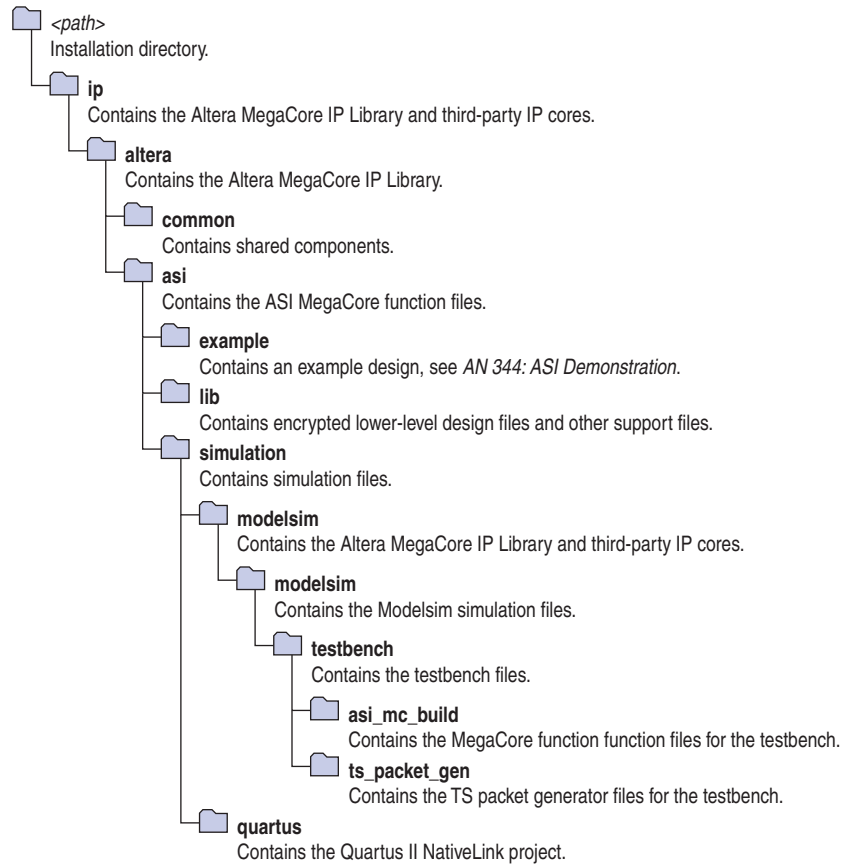 <path>
Installation directory.
ip
Contains the Altera MegaCore IP Library and third-party IP cores.
altera
Contains the Altera MegaCore IP Library.
common
Contains shared components.
asi
Contains the ASI MegaCore function files.
example
Contains an example design, see AN 344: ASI Demonstration.
lib
Contains encrypted lower-level design files and other support files.
simulation
Contains simulation files.
modelsim
Contains the Altera MegaCore IP Library and third-party IP cores.
modelsim
Contains the Modelsim simulation files.
testbench
Contains the testbench files.
asi_mc_build
Contains the MegaCore function function files for the testbench.
ts_packet_gen
Contains the TS packet generator files for the testbench.
quartus
Contains the Quartus II NativeLink project.